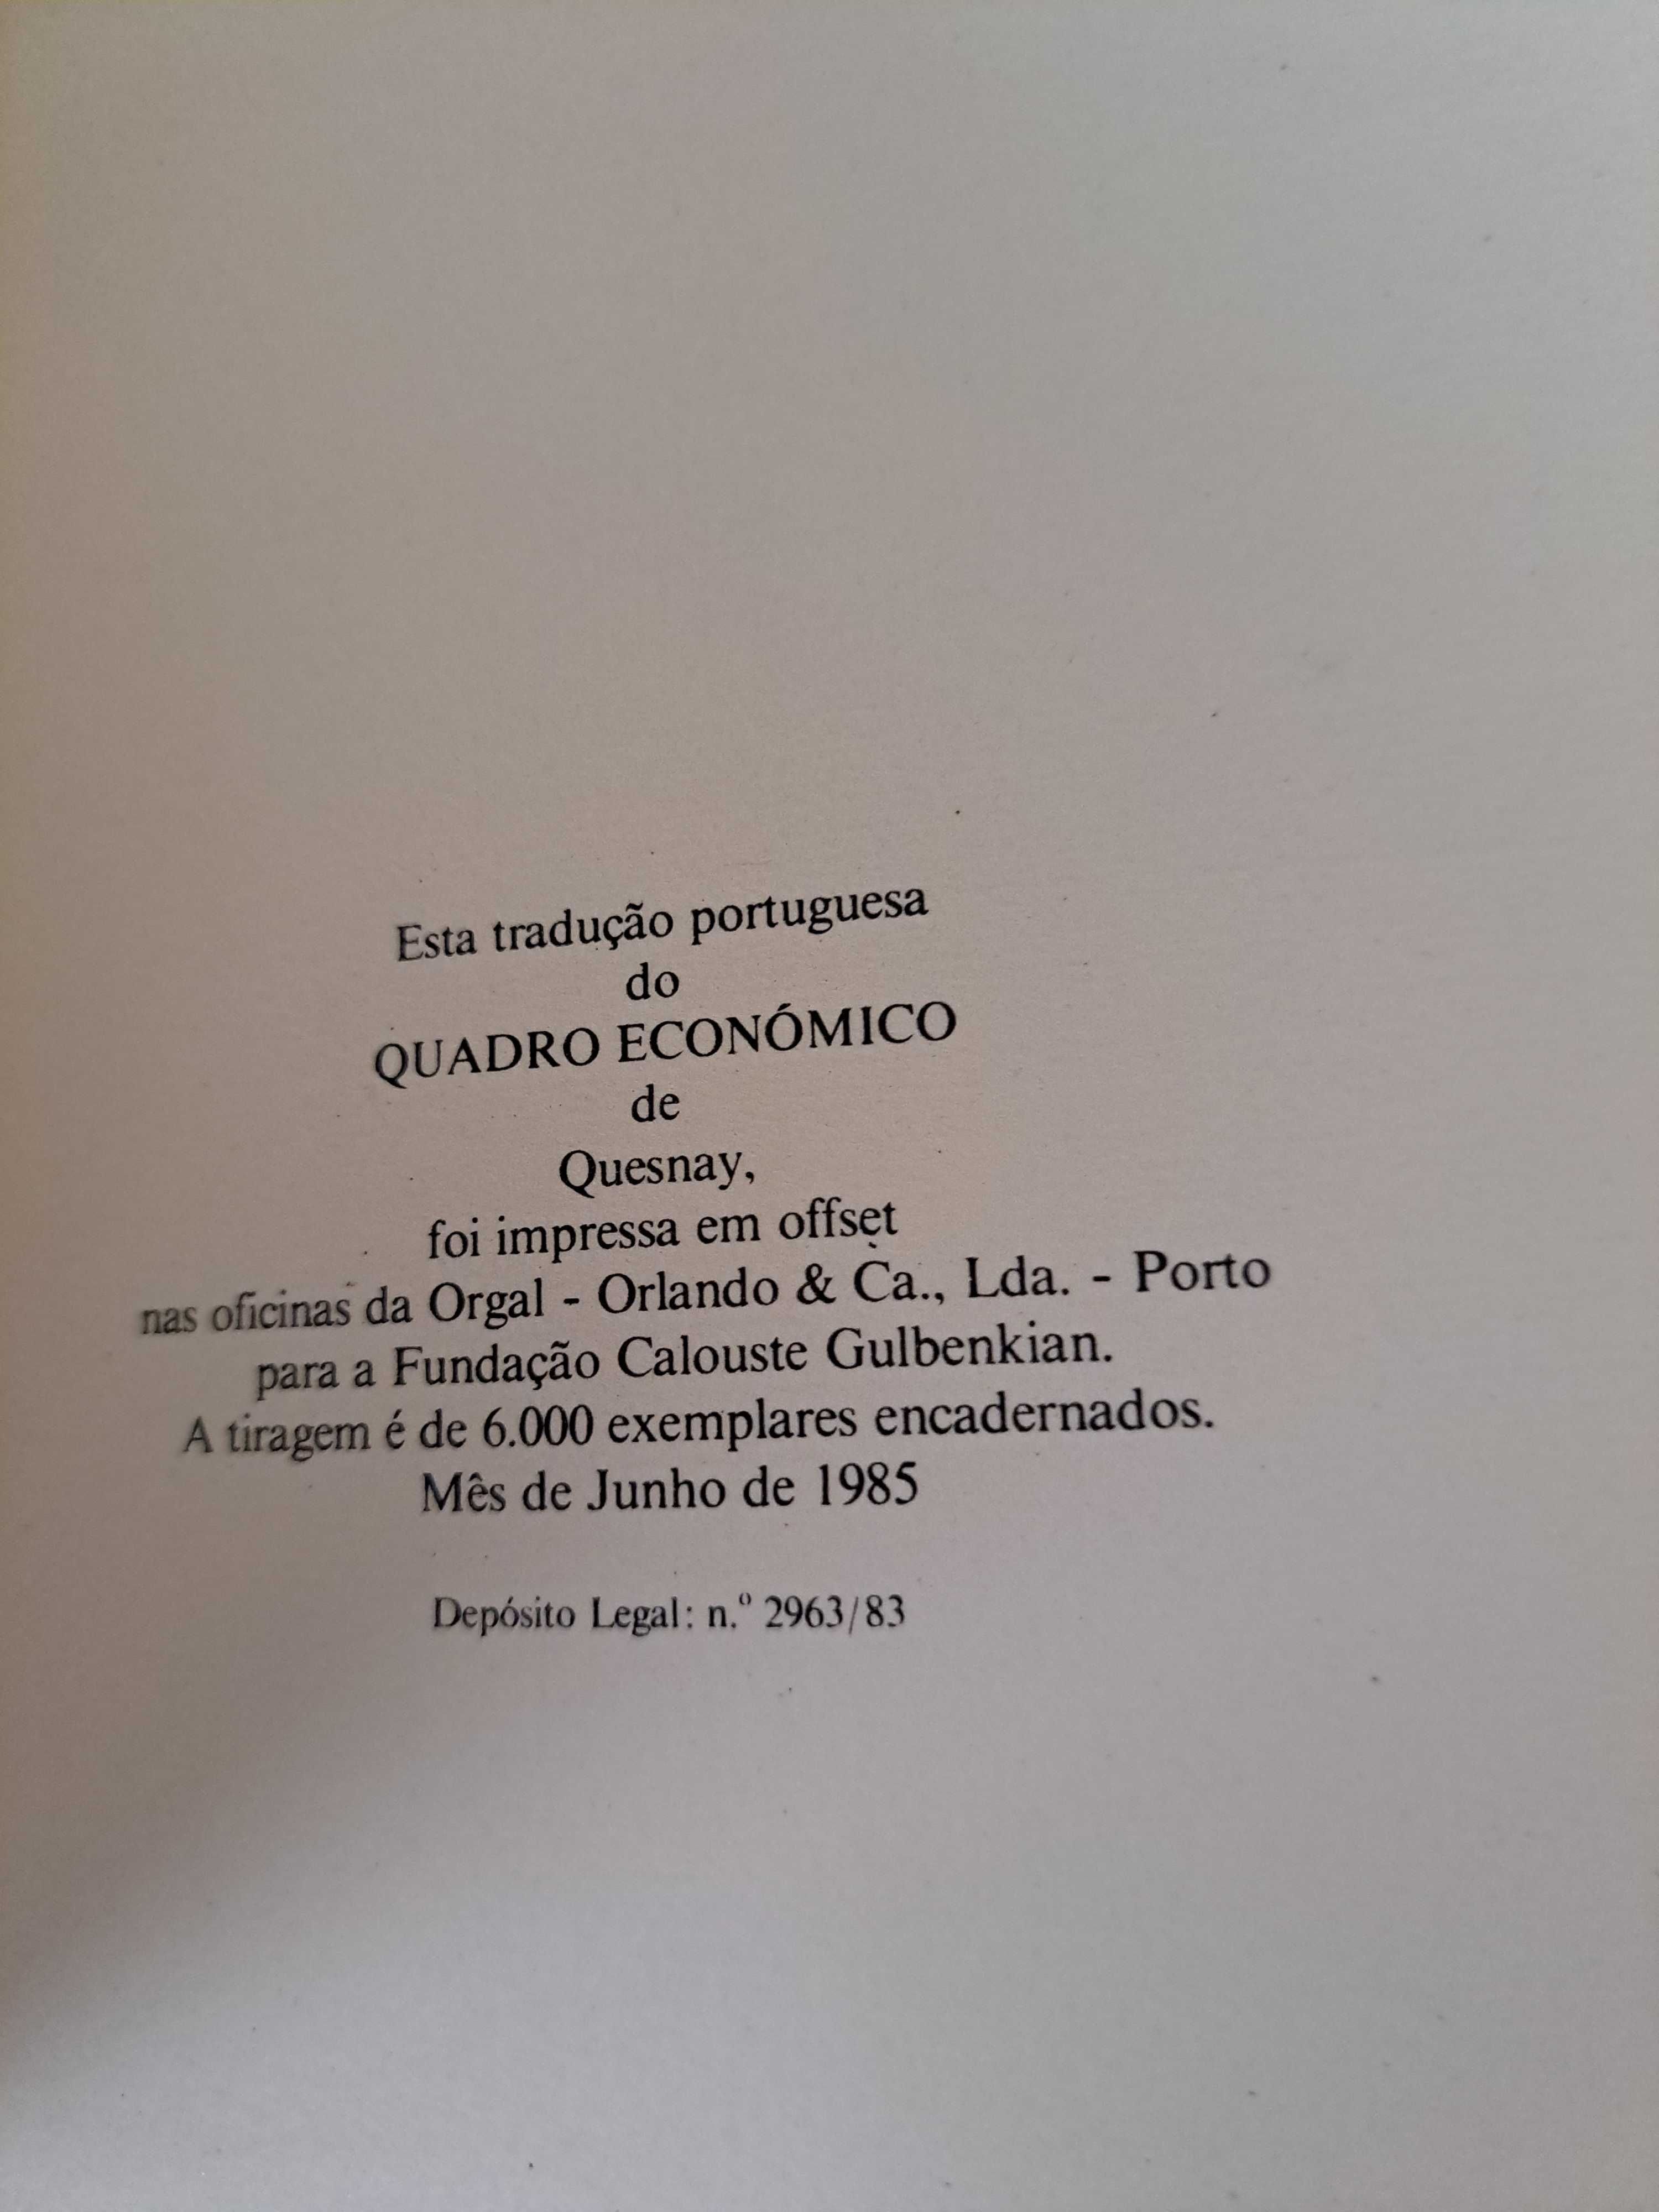 Esta tradução portuguesa
do
QUADRO ECONÓMICO
de
Quesnay,
foi impressa em offset
nas oficinas da Orgal - Orlando & Ca., Lda. - Porto
para a Fundação Calouste Gulbenkian.
A tiragem é de 6.000 exemplares encadernados.
Mês de Junho de 1985
Depósito Legal: n.º 2963/83